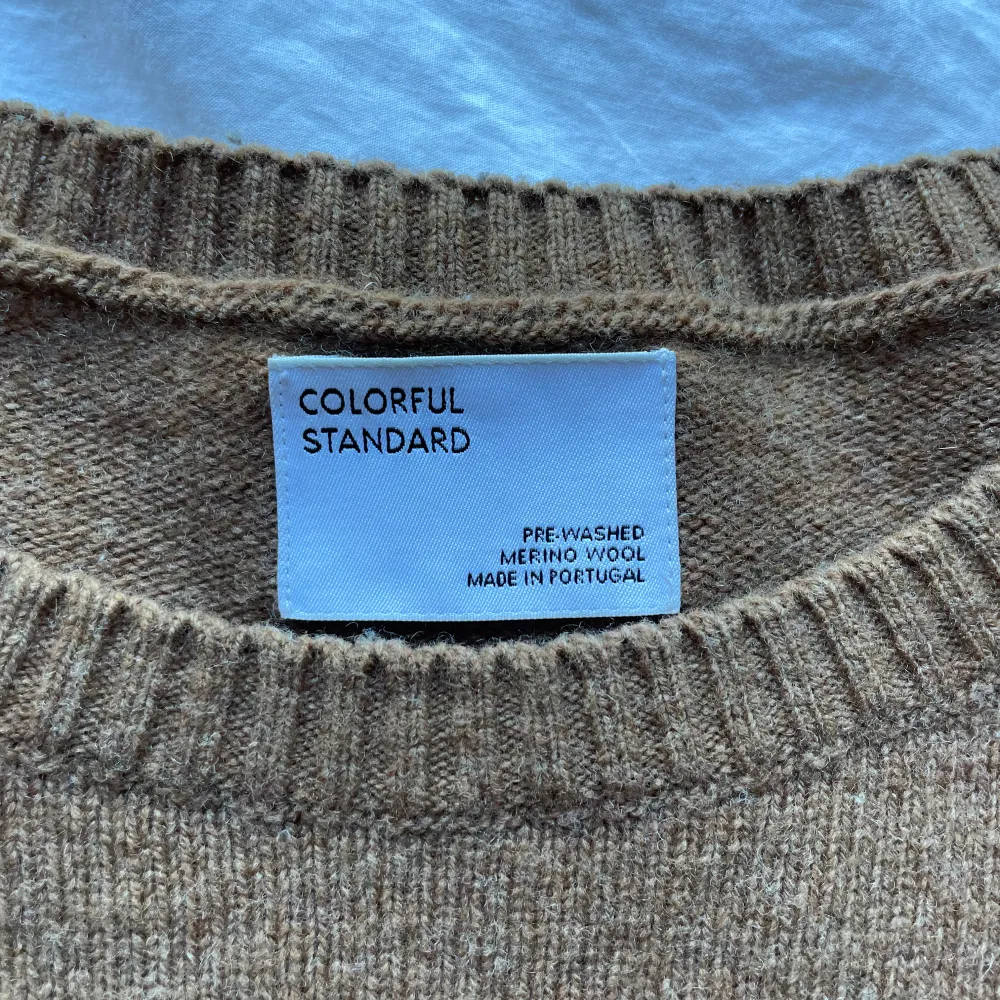 COLORFUL
STANDARD
PRE-WASHED
MERINO WOOL
MADE IN PORTUGAL